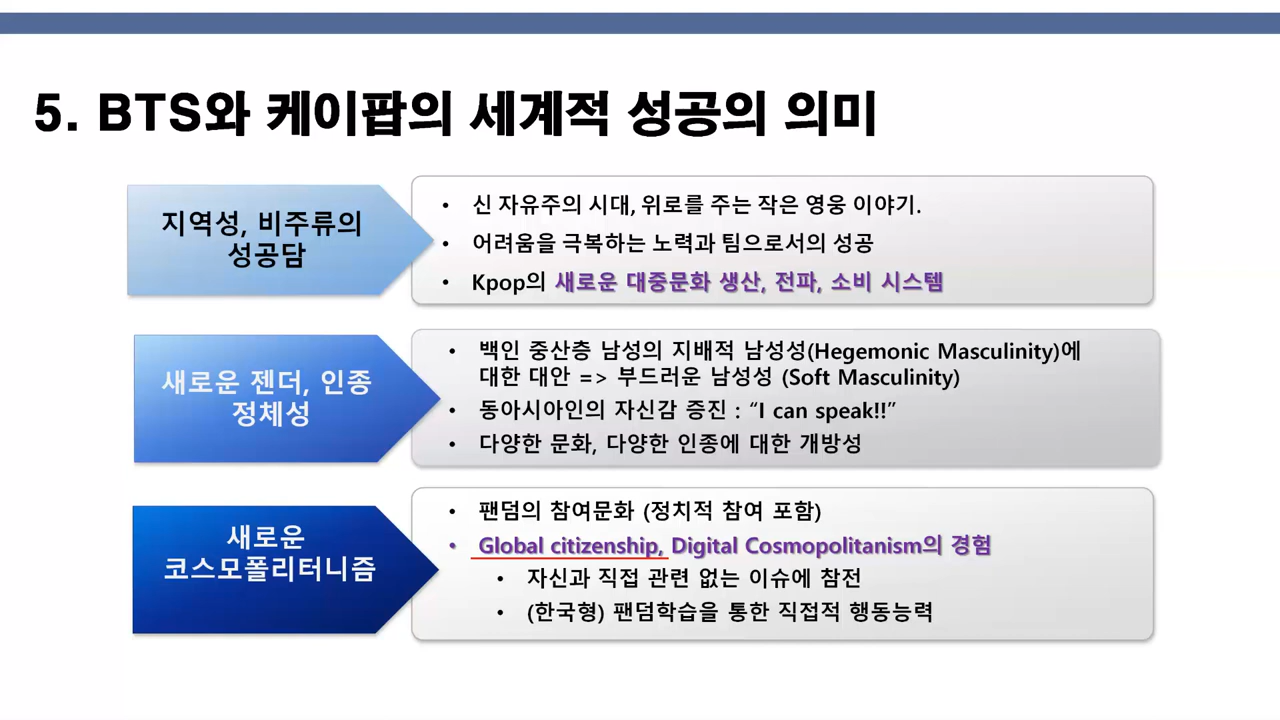 5. BTS와 케이팝의 세계적 성공의 의미
지역성, 비주류의
성공담
• 신 자유주의 시대, 위로를 주는 작은 영웅 이야기.
• 어려움을 극복하는 노력과 팀으로서의 성공
• Kpop의 새로운 대중문화 생산, 전파, 소비 시스템
새로운 젠더, 인종
정체성
• 백인 중산층 남성의 지배적 남성성(Hegemonic Masculinity)에
대한 대안 => 부드러운 남성성 (Soft Masculinity)
• 동아시아인의 자신감 증진 : “I can speak!!”
• 다양한 문화, 다양한 인종에 대한 개방성
새로운
코스모폴리터니즘
• 팬덤의 참여문화 (정치적 참여 포함)
• Global citizenship, Digital Cosmopolitanism의 경험
• 자신과 직접 관련 없는 이슈에 참전
• (한국형) 팬덤학습을 통한 직접적 행동능력